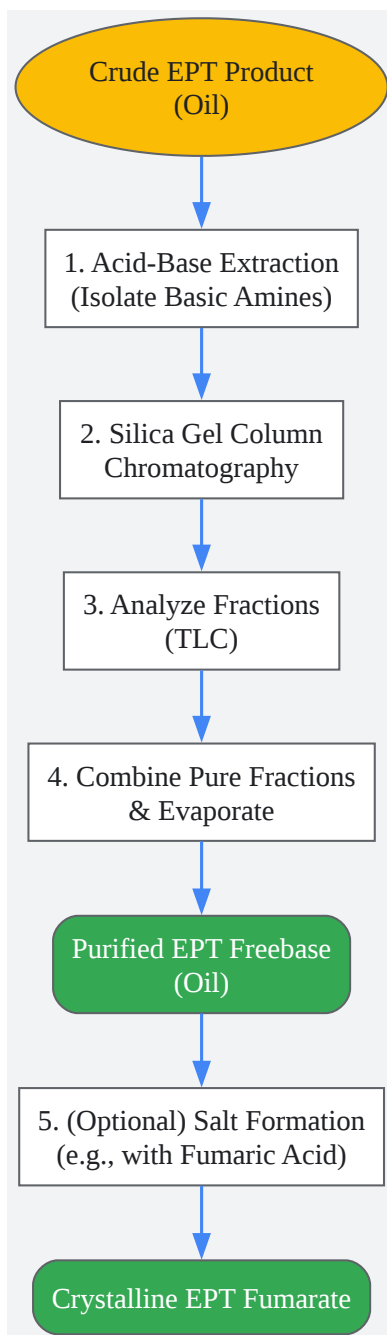 Crude EPT Product
(Oil)
1. Acid-Base Extraction
(Isolate Basic Amines)
2. Silica Gel Column
Chromatography
3. Analyze Fractions
(TLC)
4. Combine Pure Fractions
& Evaporate
Purified EPT Freebase
(Oil)
5. (Optional) Salt Formation
(e.g., with Fumaric Acid)
Crystalline EPT Fumarate